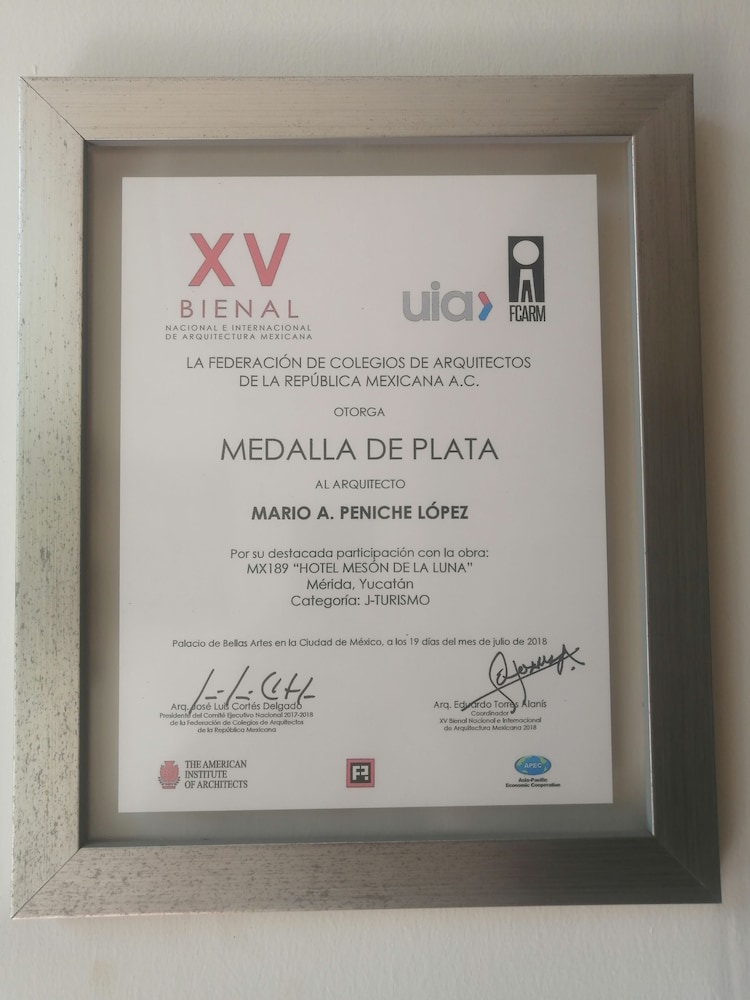 XV
BIENAL
NACIONAL E INTERNACIONAL
DE ARQUITECTURA MEXICANA
uia
FCARM
LA FEDERACIÓN DE COLEGIOS DE ARQUITECTOS
DE LA REPÚBLICA MEXICANA A.C.
OTORGA
MEDALLA DE PLATA
AL ARQUITECTO
MARIO A. PENICHE LÓPEZ
Por su destacada participación con la obra:
MX189 “HOTEL MESÓN DE LA LUNA”
Mérida, Yucatán
Categoría: J-TURISMO
Palacio de Bellas Artes en la Ciudad de México, a los 19 días del mes de julio de 2018
Arq. José Luis Cortés Delgado
Presidente del Comité Ejecutivo Nacional 2017-2018
de la Federación de Colegios de Arquitectos
de la República Mexicana
Arq. Eduardo Torres Alanís
Coordinador
XV Bienal Nacional e Internacional
de Arquitectura Mexicana 2018
THE AMERICAN
INSTITUTE
OF ARCHITECTS
APEC
Asia-Pacific
Economic Cooperation